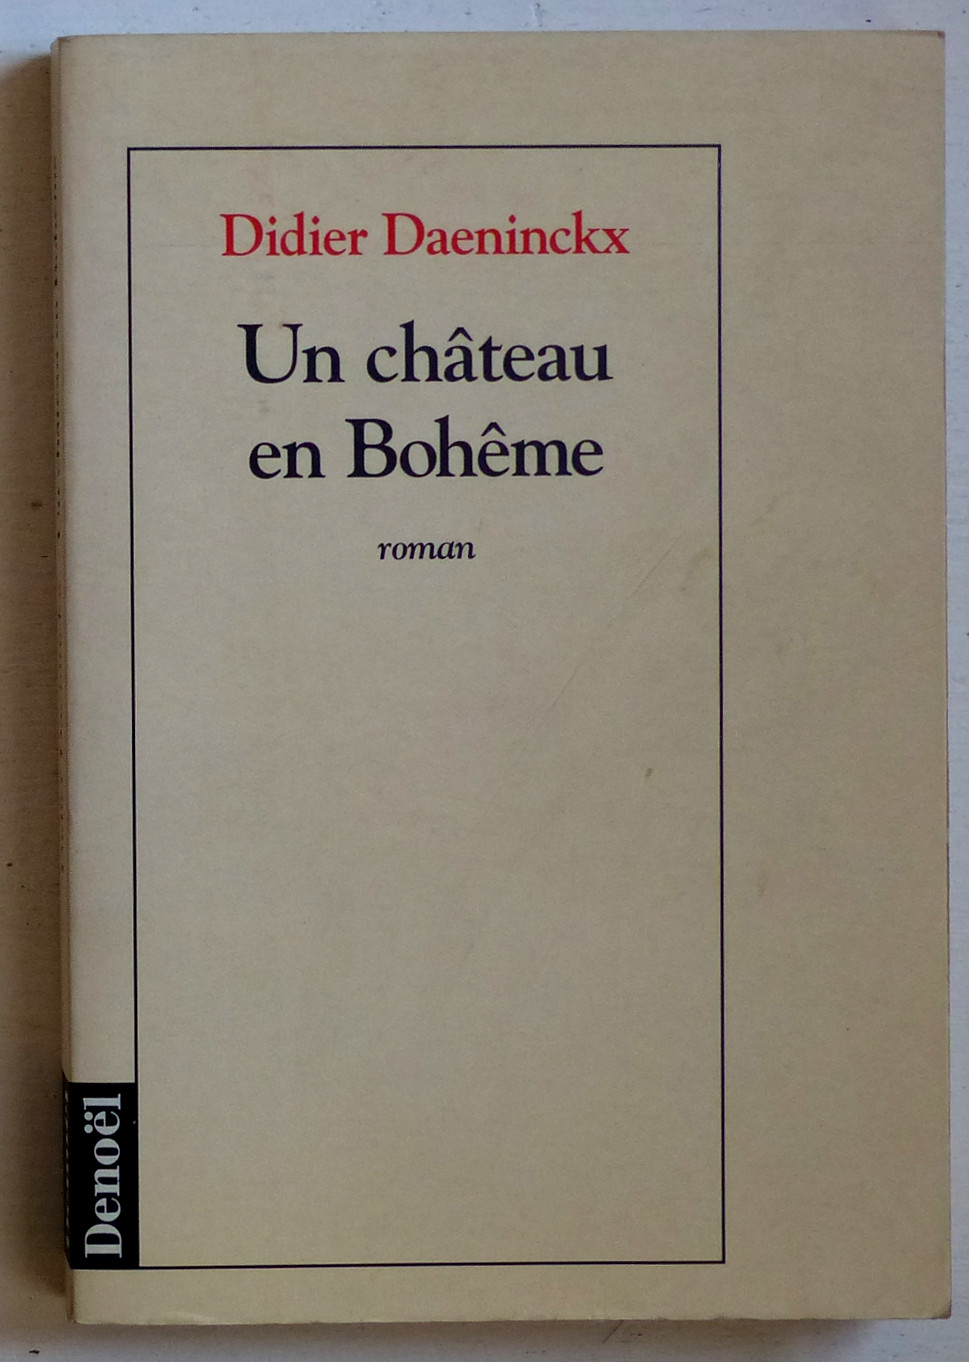 Didier Daeninckx
Un château
en Bohême
roman
Denoël